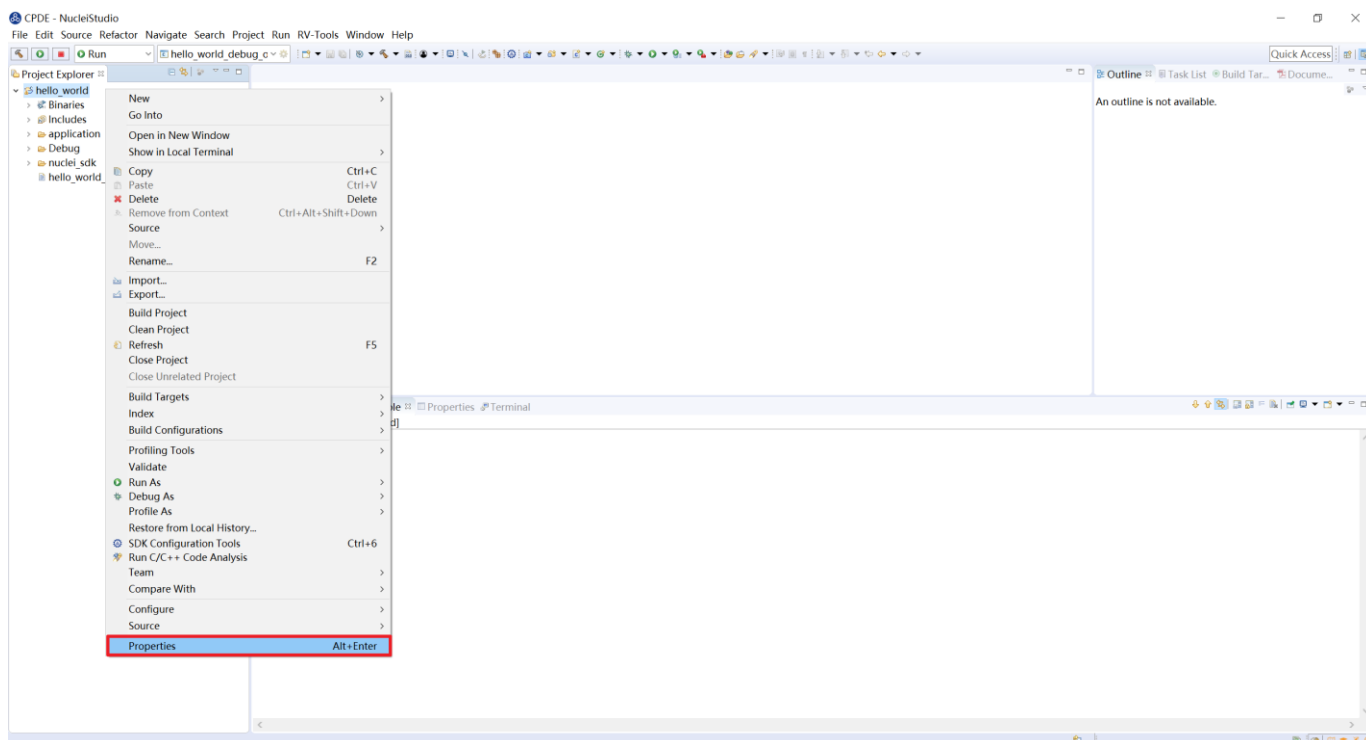 CPDE - NucleiStudio
File Edit Source Refactor Navigate Search Project Run RV-Tools Window Help
Run hello_world_debug_o Quick Access
Project Explorer
hello_world
Binaries
Includes
application
Debug
nuclei_sdk
hello_world_
New
Go Into
Open in New Window
Show in Local Terminal
Copy Ctrl+C
Paste Ctrl+V
Delete Delete
Remove from Context Ctrl+Alt+Shift+Down
Source
Move...
Rename... F2
Import...
Export...
Build Project
Clean Project
Refresh F5
Close Project
Close Unrelated Project
Build Targets
Index
Build Configurations
Profiling Tools
Validate
Run As
Debug As
Profile As
Restore from Local History...
SDK Configuration Tools Ctrl+6
Run C/C++ Code Analysis
Team
Compare With
Configure
Source
Properties Alt+Enter
Properties Terminal
d]
Outline Task List Build Tar... Docume...
An outline is not available.